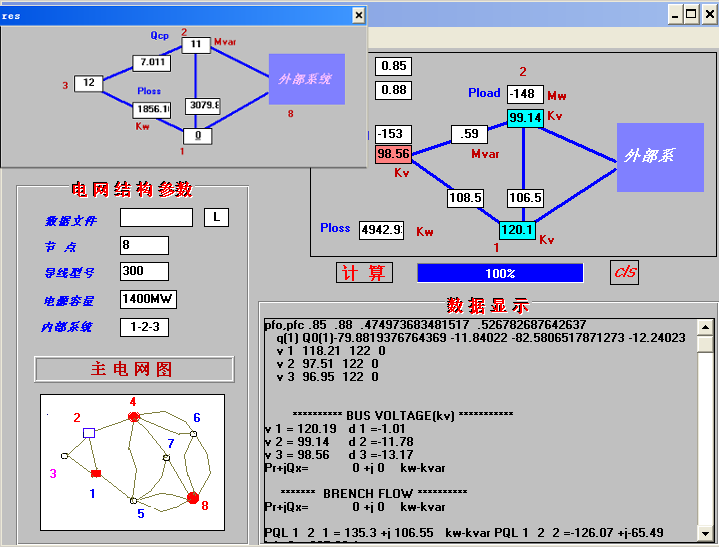 res
Qcp
2
11
Mvar
7.011
3
12
外部系统
Ploss
1856.1
3079.8
8
Kw
0
1
0.85
0.88
2
Pload
-148
Mw
99.14
Kv
-153
.59
98.56
Mvar
Kv
外部系
108.5
106.5
Ploss
4942.9
Kw
120.1
1
Kv
计 算
100%
cls
电网结构参数
数据文件
L
节 点
8
导线型号
300
电源容量
1400MW
内部系统
1-2-3
主电网图
4
2
6
7
3
1
5
8
数据显示
pfo,pfc .85 .88 .474973683481517 .526782687642637
q(1) Q0(1)-79.8819376764369 -11.84022 -82.5806517871273 -12.24023
v 1 118.21 122 0
v 2 97.51 122 0
v 3 96.95 122 0
********** BUS VOLTAGE(kv) ***********
v 1 = 120.19 d 1 =-1.01
v 2 = 99.14 d 2 =-11.78
v 3 = 98.56 d 3 =-13.17
Pr+jQx= 0 +j 0 kw-kvar
******* BRENCH FLOW **********
Pr+jQx= 0 +j 0 kw-kvar
PQL 1 2 1 = 135.3 +j 106.55 kw-kvar PQL 1 2 2 =-126.07 +j-65.49